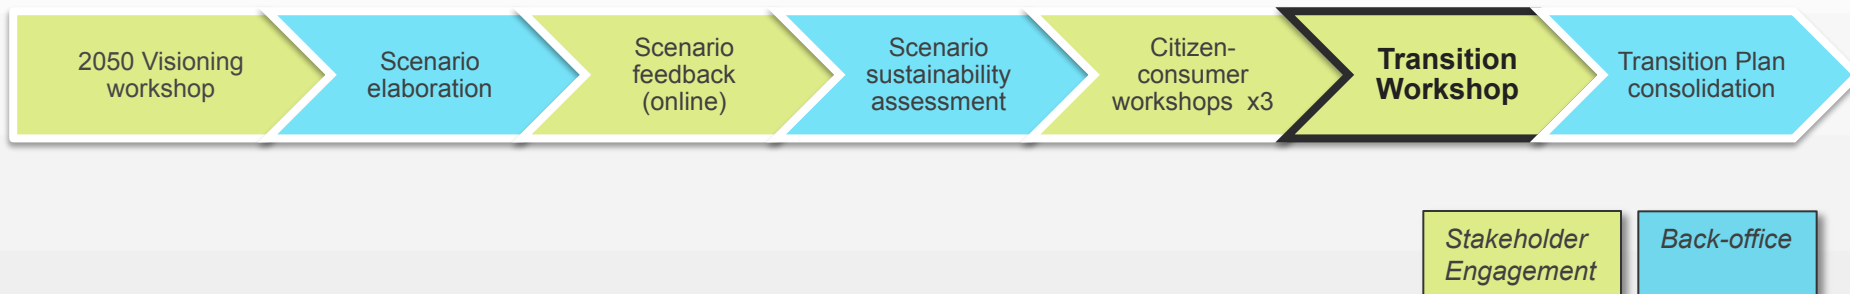 2050 Visioning
workshop
Scenario
elaboration
Scenario
feedback
(online)
Scenario
sustainability
assessment
Citizen-
consumer
workshops x3
Transition
Workshop
Transition Plan
consolidation
Stakeholder
Engagement
Back-office